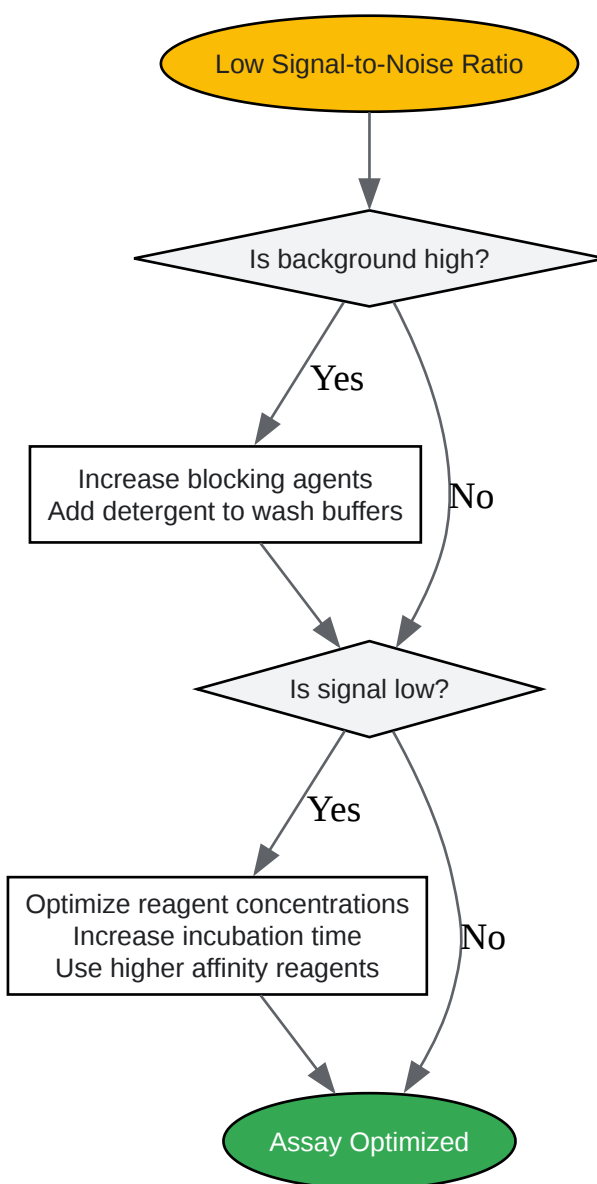 Low Signal-to-Noise Ratio
Is background high?
Yes
Increase blocking agents
Add detergent to wash buffers
No
Is signal low?
Yes
Optimize reagent concentrations
Increase incubation time
Use higher affinity reagents
No
Assay Optimized